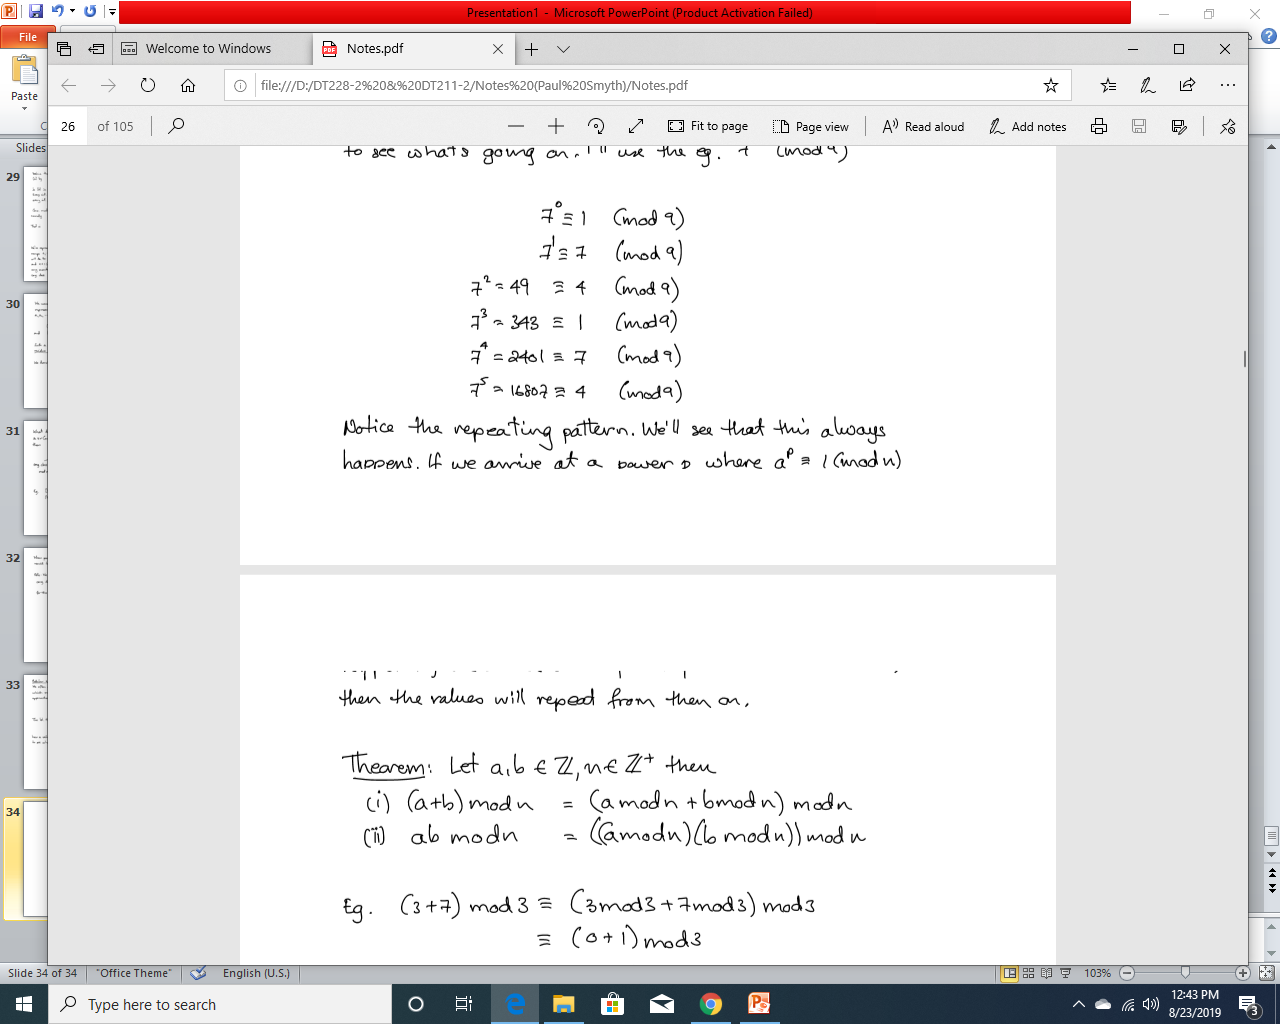 Presentation1 - Microsoft PowerPoint (Product Activation Failed)
File
Welcome to Windows
Notes.pdf
Paste
file:///D:/DT228-2%20&%20DT211-2/Notes%20(Paul%20Smyth)/Notes.pdf
26 of 105
Fit to page
Page view
Read aloud
Add notes
Slides
29
30
31
32
33
34
to see what's going on. I'll use the eg. 7 (mod 9)
7⁰ ≡ 1 (mod 9)
7¹ ≡ 7 (mod 9)
7² = 49 ≡ 4 (mod 9)
7³ = 343 ≡ 1 (mod 9)
7⁴ = 2401 ≡ 7 (mod 9)
7⁵ = 16807 ≡ 4 (mod 9)
Notice the repeating pattern. We'll see that this always
happens. If we arrive at a power p where aᵖ ≡ 1 (mod n)
then the values will repeat from then on.
Theorem: Let a, b ∈ ℤ, n ∈ ℤ⁺ then
(i) (a+b) mod n = (a mod n + b mod n) mod n
(ii) ab mod n = ((a mod n)(b mod n)) mod n
Eg. (3+7) mod 3 ≡ (3 mod 3 + 7 mod 3) mod 3
≡ (0 + 1) mod 3
Slide 34 of 34
"Office Theme"
English (U.S.)
103%
Type here to search
12:43 PM
8/23/2019
3